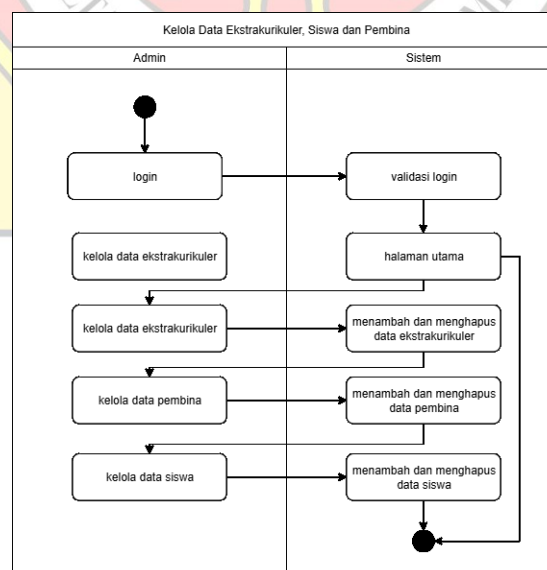 Kelola Data Ekstrakurikuler, Siswa dan Pembina
Admin
Sistem
login
validasi login
kelola data ekstrakurikuler
halaman utama
kelola data ekstrakurikuler
menambah dan menghapus
data ekstrakurikuler
kelola data pembina
menambah dan menghapus
data pembina
kelola data siswa
menambah dan menghapus
data siswa